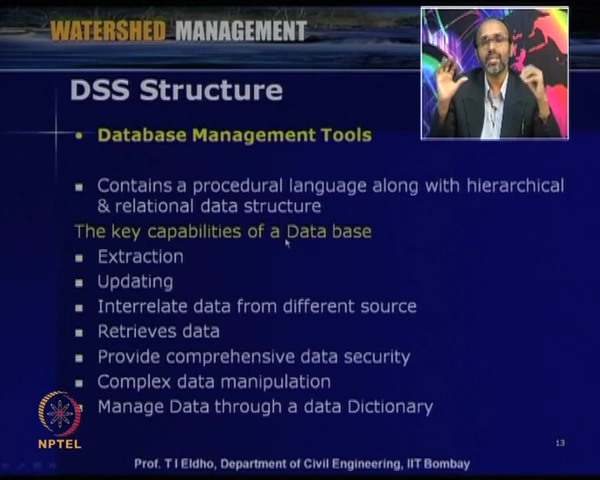 WATERSHED MANAGEMENT
DSS Structure
• Database Management Tools
▪ Contains a procedural language along with hierarchical
& relational data structure
The key capabilities of a Data base
▪ Extraction
▪ Updating
▪ Interrelate data from different source
▪ Retrieves data
▪ Provide comprehensive data security
▪ Complex data manipulation
▪ Manage Data through a data Dictionary
NPTEL
13
Prof. T I Eldho, Department of Civil Engineering, IIT Bombay